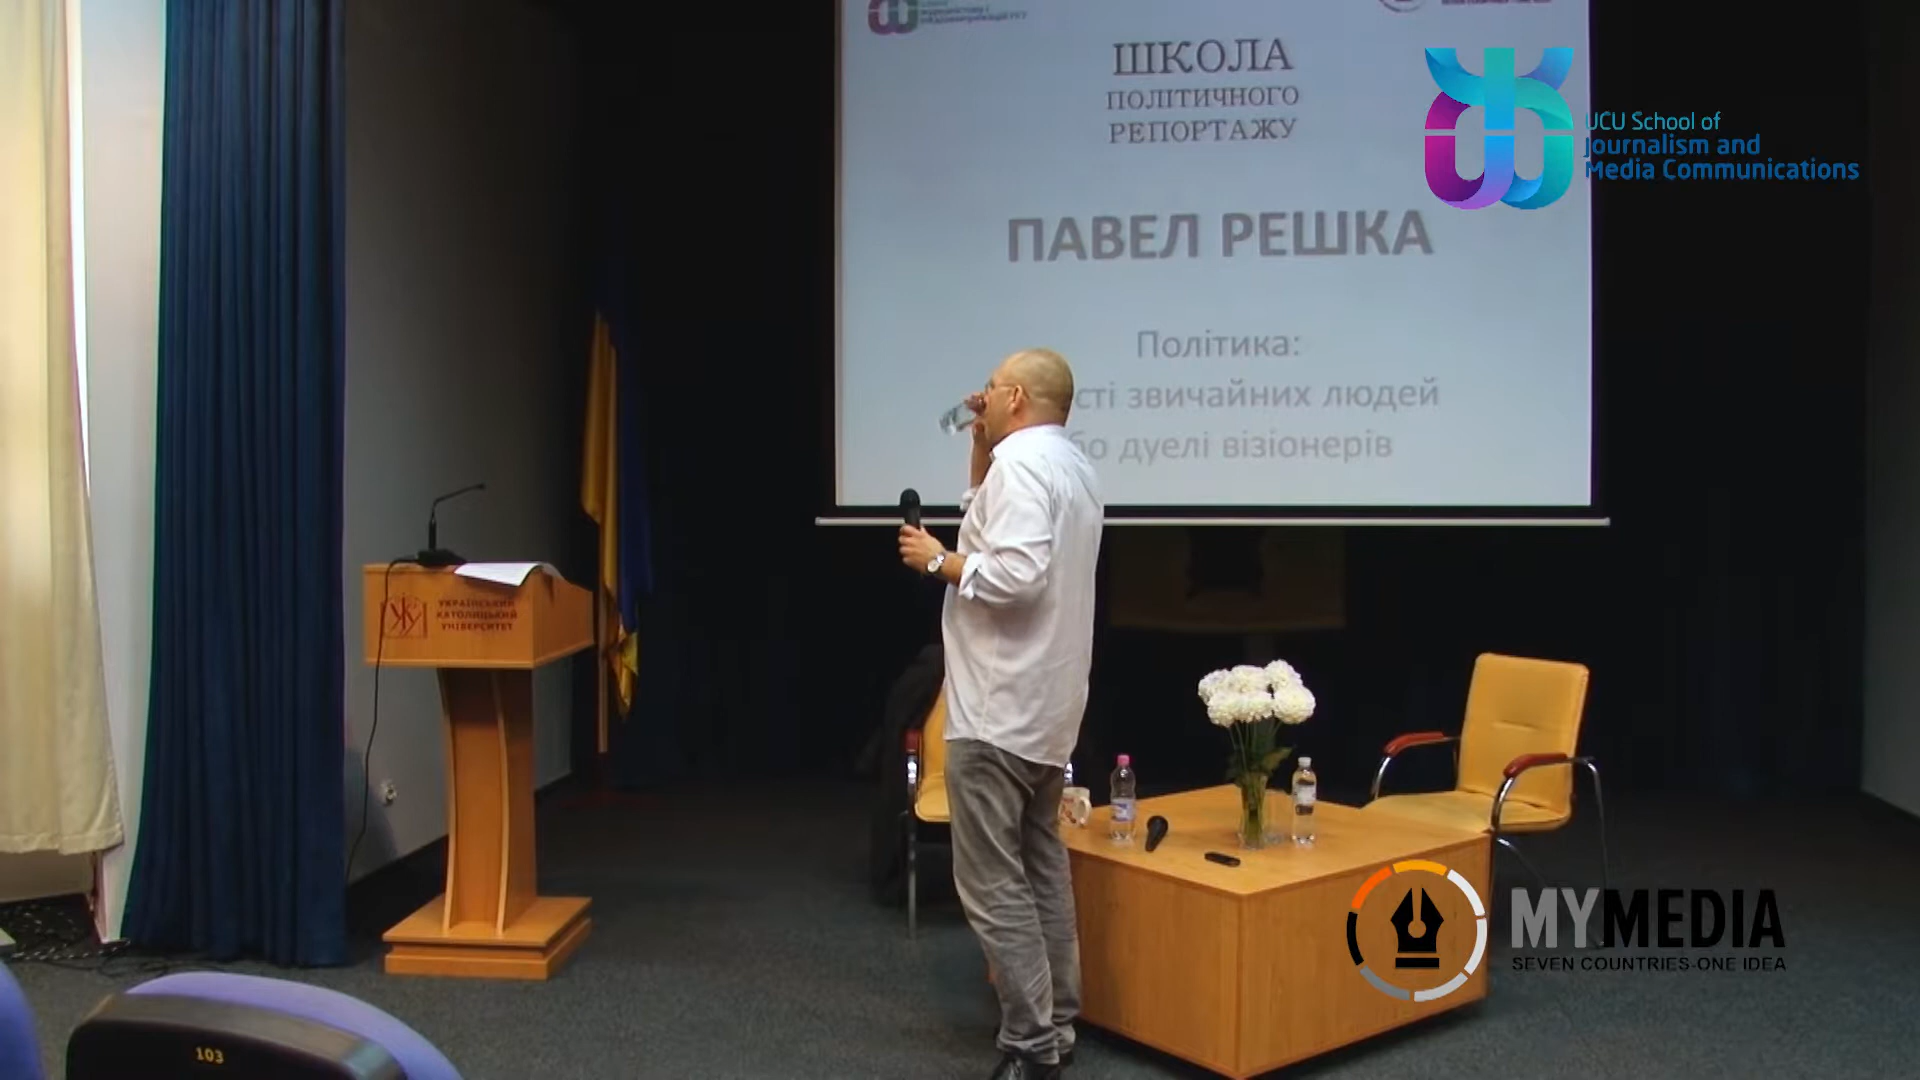 ШКОЛА
ПОЛІТИЧНОГО
РЕПОРТАЖУ
UCU School of
Journalism and
Media Communications
ПАВЕЛ РЕШКА
Політика:
сті звичайних людей
бо дуелі візіонерів
УКРАЇНСЬКИЙ
КАТОЛИЦЬКИЙ
УНІВЕРСИТЕТ
MYMEDIA
SEVEN COUNTRIES-ONE IDEA
103